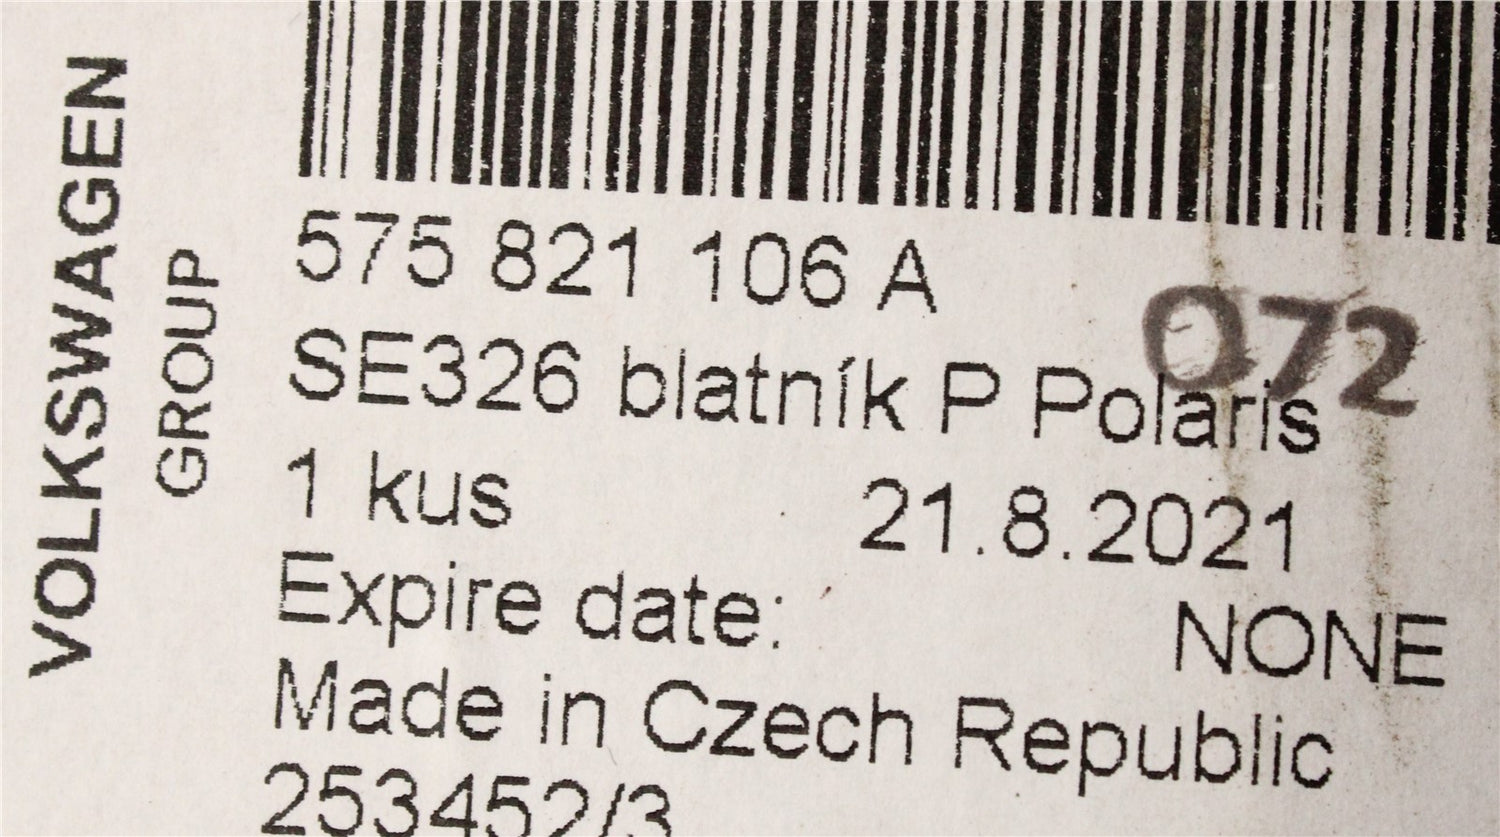 VOLKSWAGEN
GROUP
575 821 106 A
072
SE326 blatník P Polaris
1 kus 21.8.2021
Expire date: NONE
Made in Czech Republic
253452/3